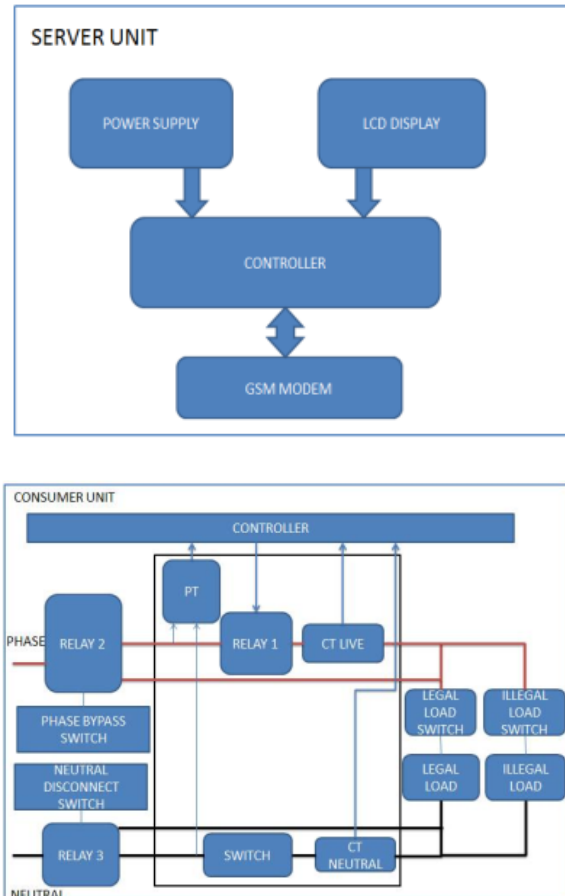 SERVER UNIT
POWER SUPPLY
LCD DISPLAY
CONTROLLER
GSM MODEM
CONSUMER UNIT
CONTROLLER
PT
PHASE
RELAY 2
RELAY 1
CT LIVE
LEGAL
LOAD
SWITCH
ILLEGAL
LOAD
SWITCH
PHASE BYPASS
SWITCH
NEUTRAL
DISCONNECT
SWITCH
LEGAL
LOAD
ILLEGAL
LOAD
RELAY 3
SWITCH
CT
NEUTRAL
NEUTRAL